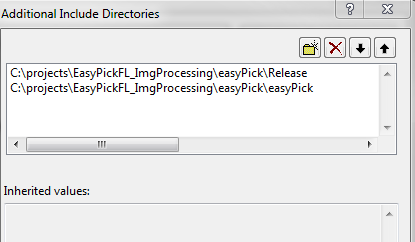 Additional Include Directories
C:\projects\EasyPickFL_ImgProcessing\easyPick\Release
C:\projects\EasyPickFL_ImgProcessing\easyPick\easyPick
Inherited values: